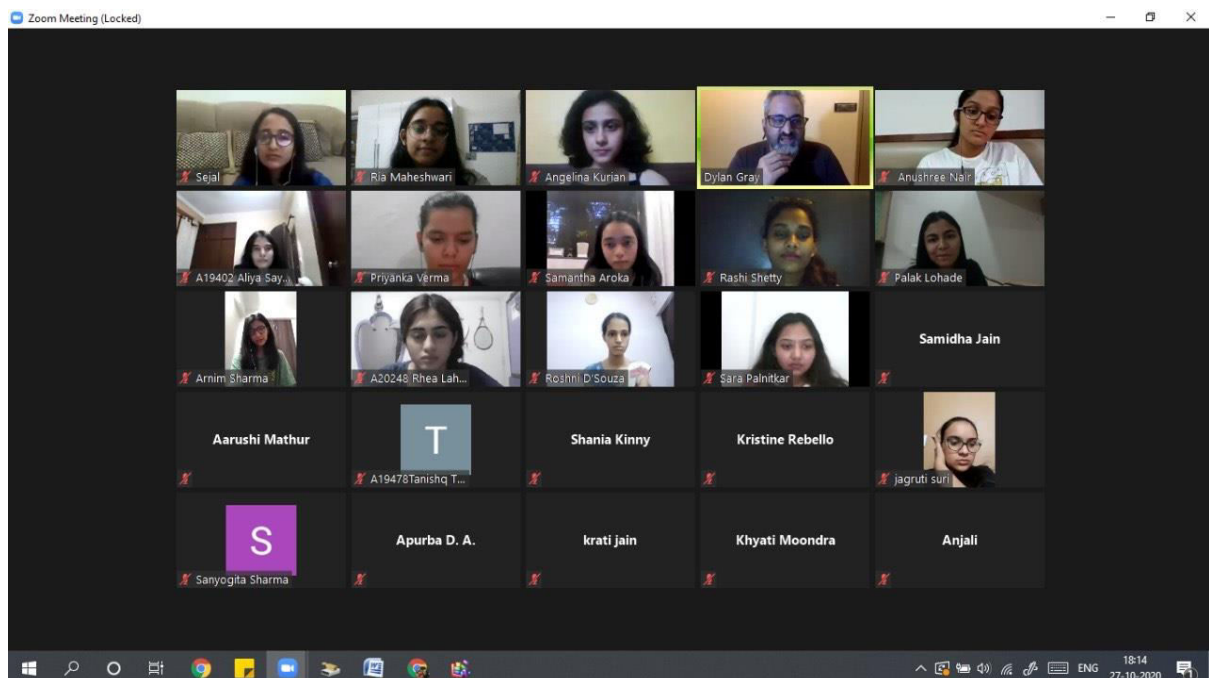 Zoom Meeting (Locked)
Sejal
Ria Maheshwari
Angelina Kurian
Dylan Gray
Anushree Nair
A19402 Aliya Say...
Priyanka Verma
Samantha Aroka
Rashi Shetty
Palak Lohade
Arnim Sharma
A20248 Rhea Lah...
Roshni D'Souza
Sara Palnitkar
Samidha Jain
Aarushi Mathur
T
A19478Tanishq T...
Shania Kinny
Kristine Rebello
jagruti suri
S
Sanyogita Sharma
Apurba D. A.
krati jain
Khyati Moondra
Anjali
ENG
18:14
27-10-2020
1